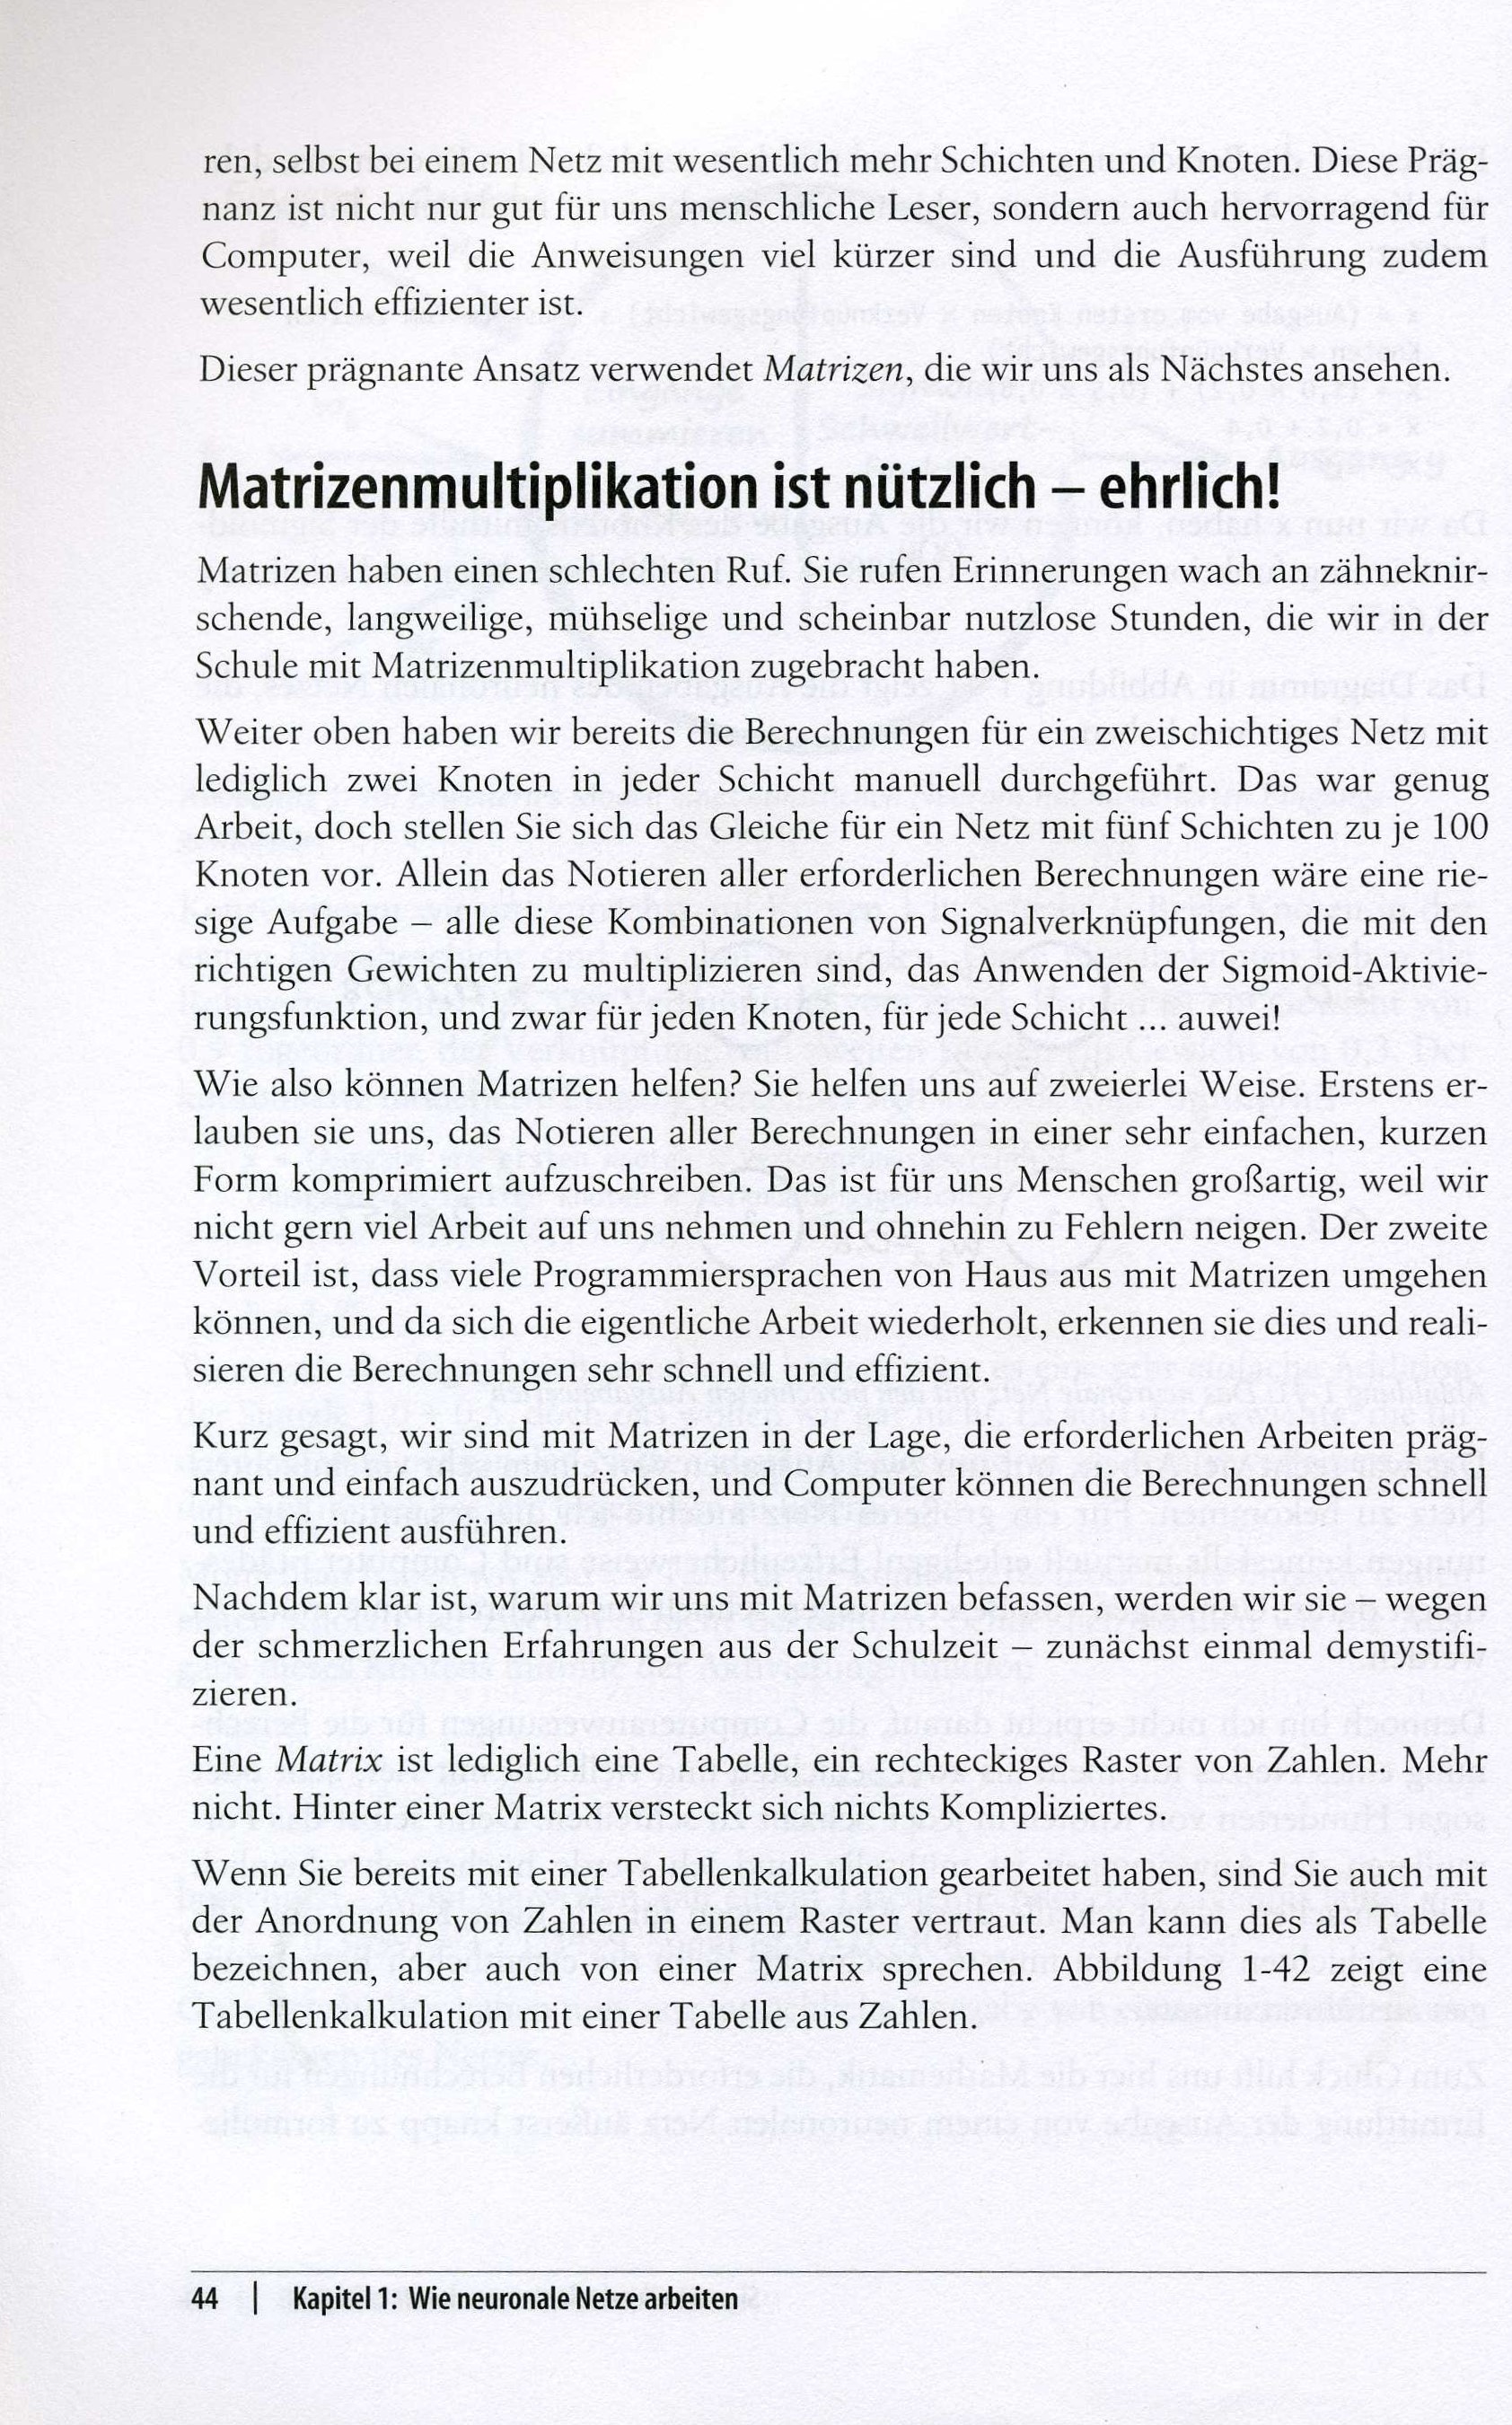 ren, selbst bei einem Netz mit wesentlich mehr Schichten und Knoten. Diese Präg-
nanz ist nicht nur gut für uns menschliche Leser, sondern auch hervorragend für
Computer, weil die Anweisungen viel kürzer sind und die Ausführung zudem
wesentlich effizienter ist.
Dieser prägnante Ansatz verwendet Matrizen, die wir uns als Nächstes ansehen.
Matrizenmultiplikation ist nützlich – ehrlich!
Matrizen haben einen schlechten Ruf. Sie rufen Erinnerungen wach an zähneknir-
schende, langweilige, mühselige und scheinbar nutzlose Stunden, die wir in der
Schule mit Matrizenmultiplikation zugebracht haben.
Weiter oben haben wir bereits die Berechnungen für ein zweischichtiges Netz mit
lediglich zwei Knoten in jeder Schicht manuell durchgeführt. Das war genug
Arbeit, doch stellen Sie sich das Gleiche für ein Netz mit fünf Schichten zu je 100
Knoten vor. Allein das Notieren aller erforderlichen Berechnungen wäre eine rie-
sige Aufgabe – alle diese Kombinationen von Signalverknüpfungen, die mit den
richtigen Gewichten zu multiplizieren sind, das Anwenden der Sigmoid-Aktivie-
rungsfunktion, und zwar für jeden Knoten, für jede Schicht ... auwei!
Wie also können Matrizen helfen? Sie helfen uns auf zweierlei Weise. Erstens er-
lauben sie uns, das Notieren aller Berechnungen in einer sehr einfachen, kurzen
Form komprimiert aufzuschreiben. Das ist für uns Menschen großartig, weil wir
nicht gern viel Arbeit auf uns nehmen und ohnehin zu Fehlern neigen. Der zweite
Vorteil ist, dass viele Programmiersprachen von Haus aus mit Matrizen umgehen
können, und da sich die eigentliche Arbeit wiederholt, erkennen sie dies und reali-
sieren die Berechnungen sehr schnell und effizient.
Kurz gesagt, wir sind mit Matrizen in der Lage, die erforderlichen Arbeiten präg-
nant und einfach auszudrücken, und Computer können die Berechnungen schnell
und effizient ausführen.
Nachdem klar ist, warum wir uns mit Matrizen befassen, werden wir sie – wegen
der schmerzlichen Erfahrungen aus der Schulzeit – zunächst einmal demystifi-
zieren.
Eine Matrix ist lediglich eine Tabelle, ein rechteckiges Raster von Zahlen. Mehr
nicht. Hinter einer Matrix versteckt sich nichts Kompliziertes.
Wenn Sie bereits mit einer Tabellenkalkulation gearbeitet haben, sind Sie auch mit
der Anordnung von Zahlen in einem Raster vertraut. Man kann dies als Tabelle
bezeichnen, aber auch von einer Matrix sprechen. Abbildung 1-42 zeigt eine
Tabellenkalkulation mit einer Tabelle aus Zahlen.
44 | Kapitel 1: Wie neuronale Netze arbeiten